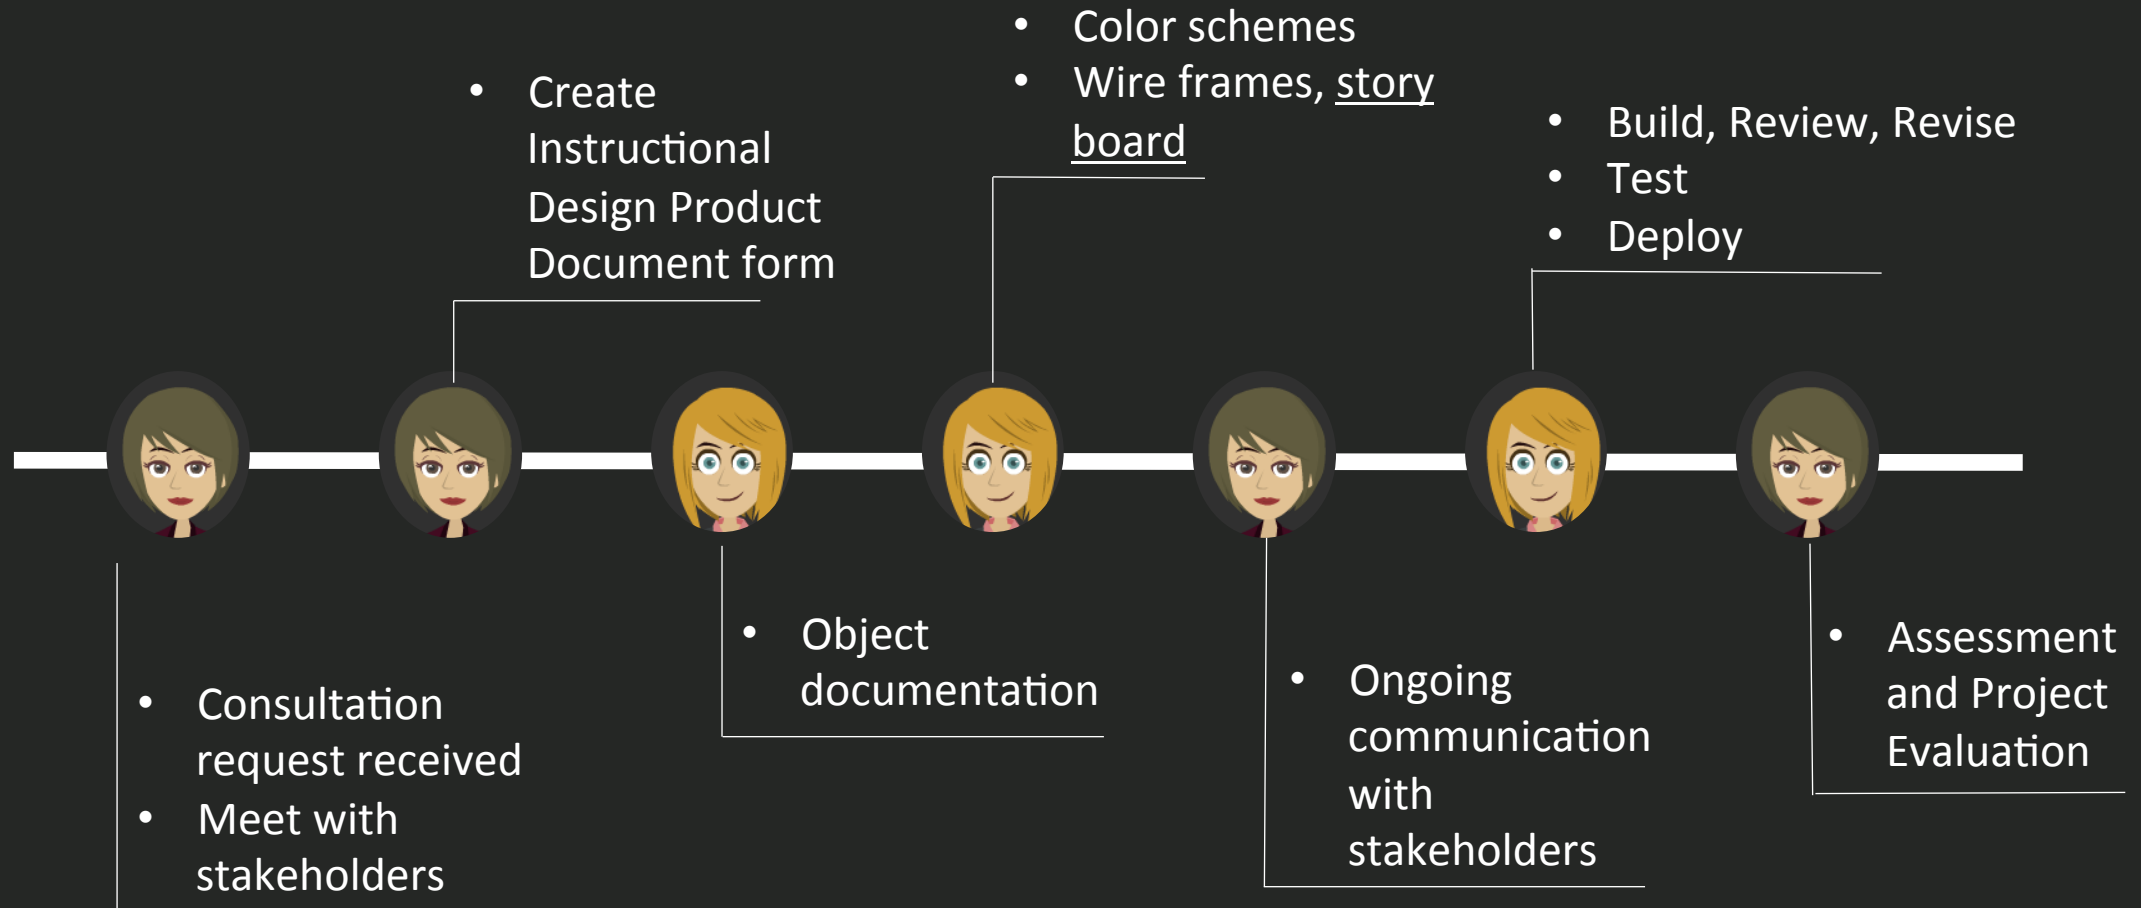 • Consultation
request received
• Meet with
stakeholders
• Create
Instructional
Design Product
Document form
• Object
documentation
• Color schemes
• Wire frames, story
board
• Ongoing
communication
with
stakeholders
• Build, Review, Revise
• Test
• Deploy
• Assessment
and Project
Evaluation